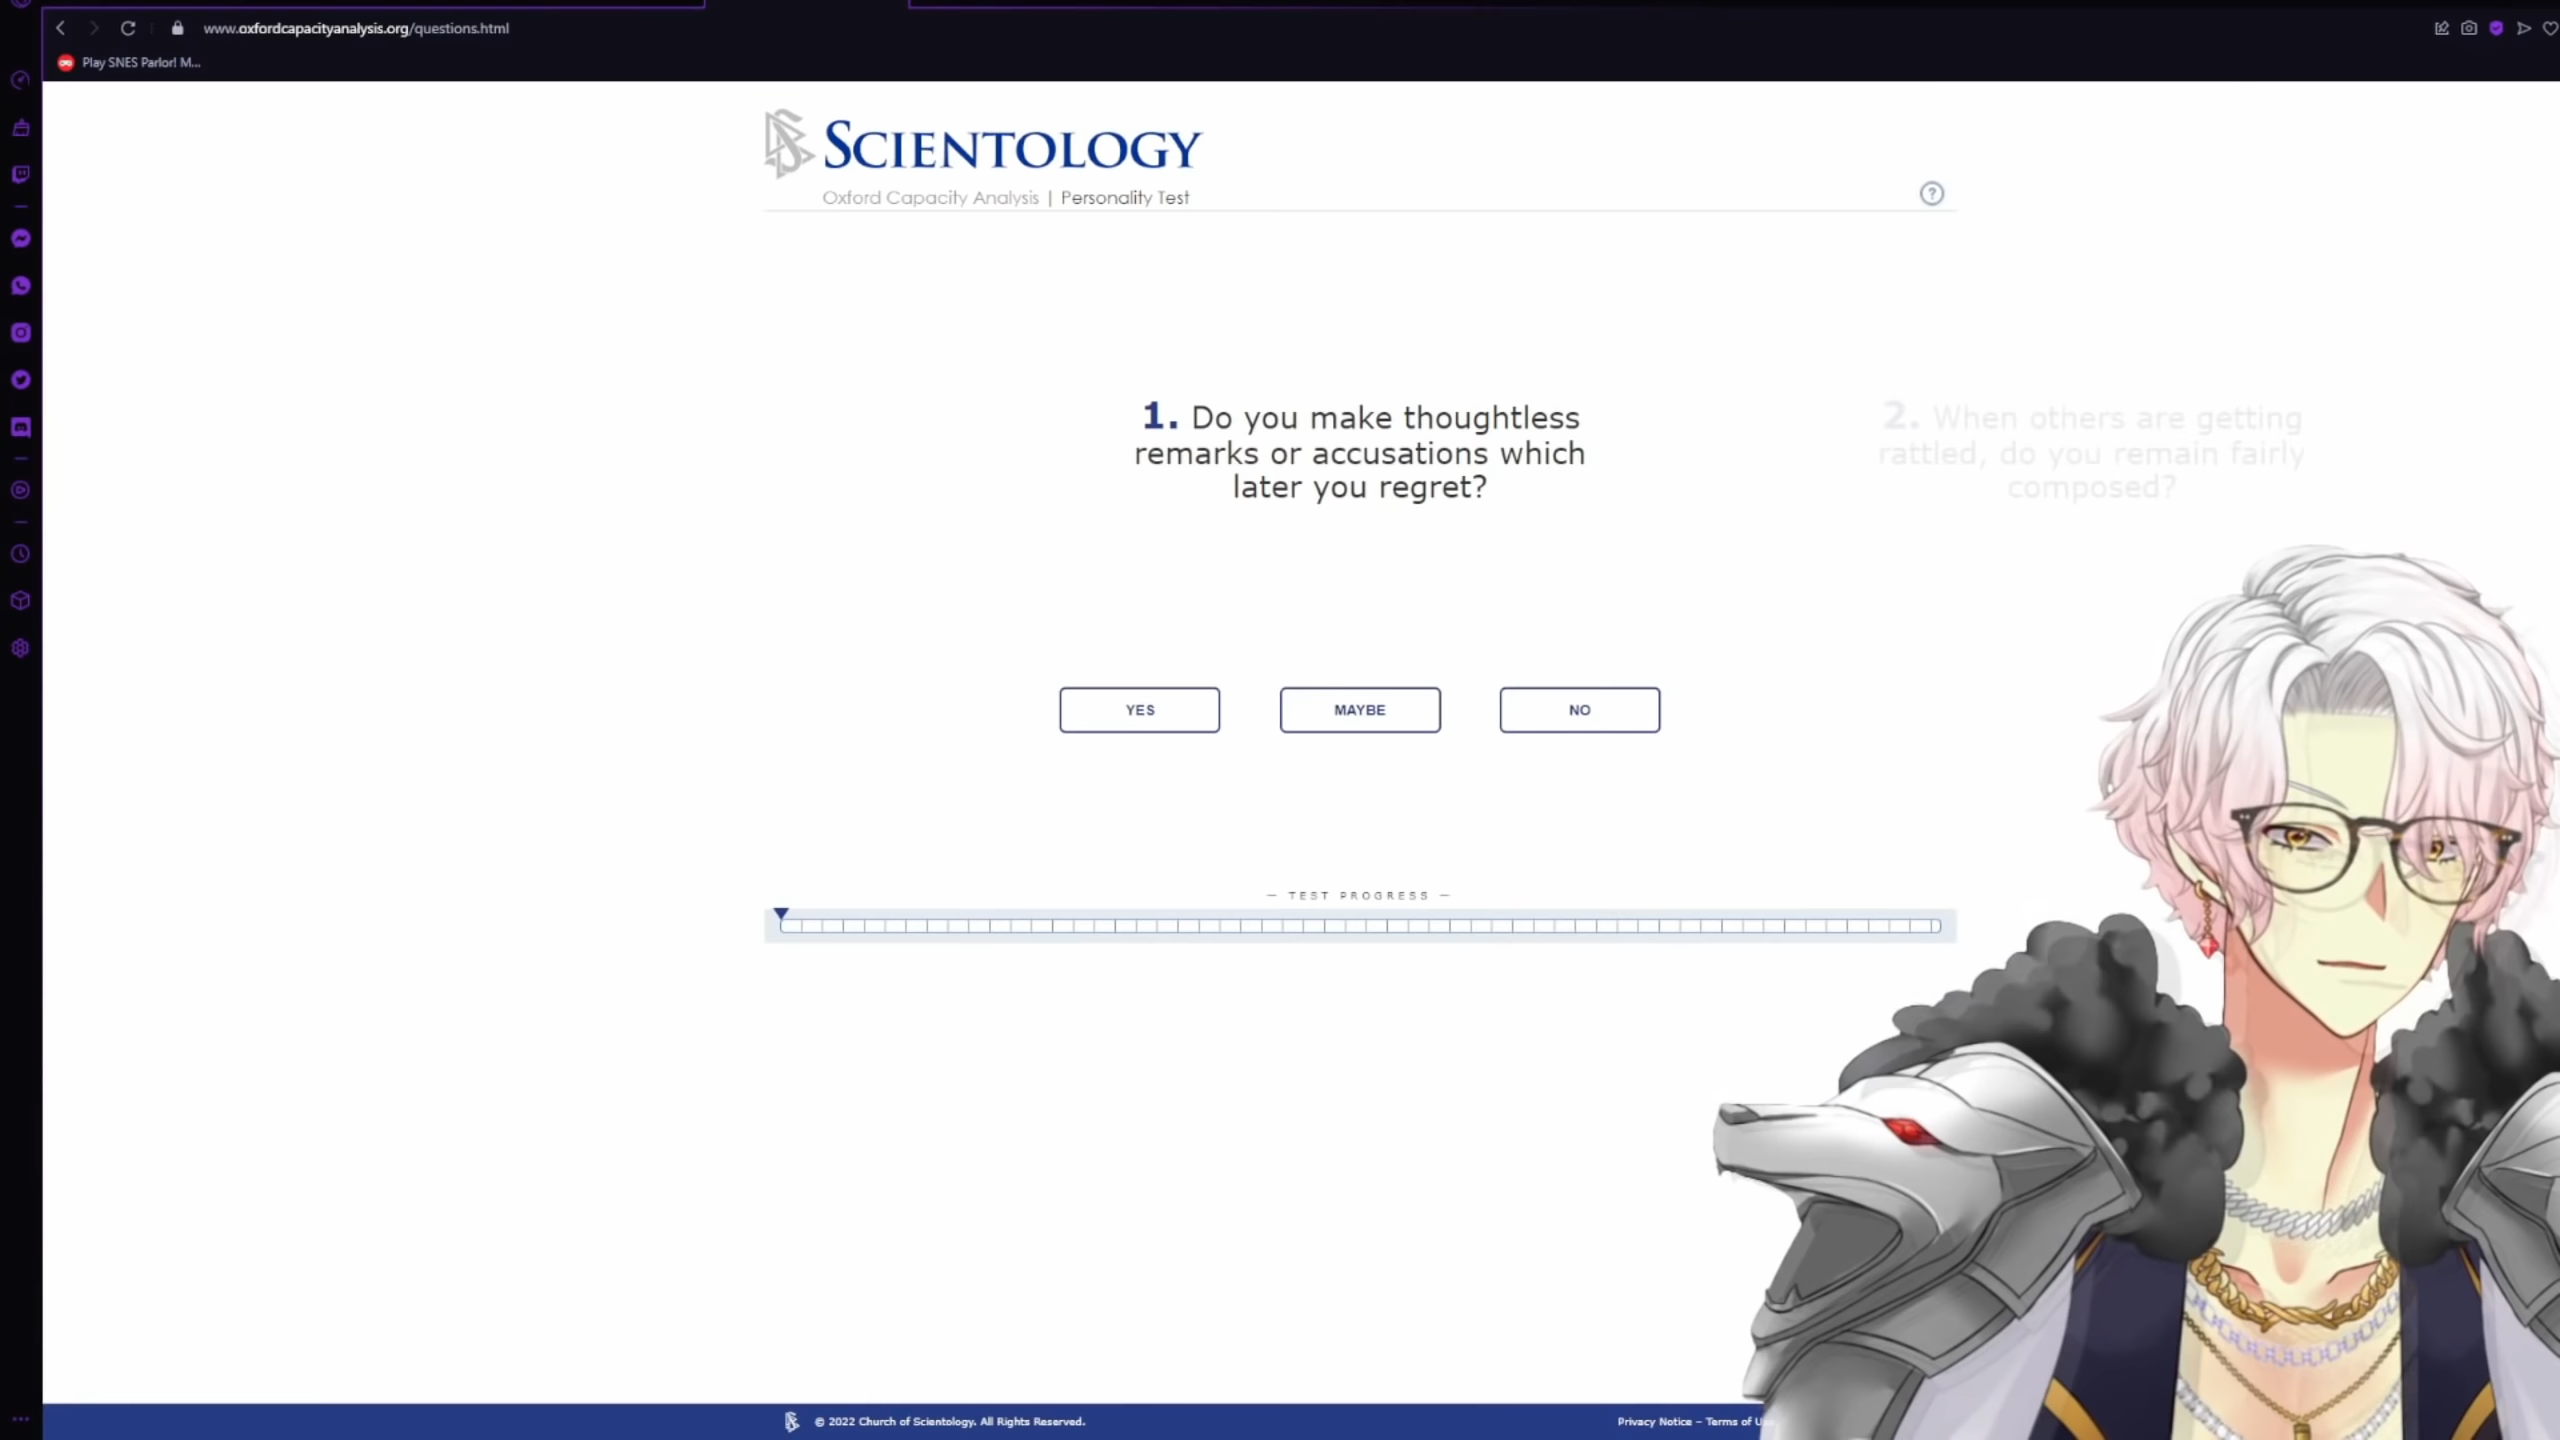 www.oxfordcapacityanalysis.org/questions.html
Play SNES Parlor! M...
SCIENTOLOGY
Oxford Capacity Analysis | Personality Test
?
1. Do you make thoughtless
remarks or accusations which
later you regret?
2. When others are getting
rattled, do you remain fairly
composed?
YES
MAYBE
NO
— TEST PROGRESS —
© 2022 Church of Scientology. All Rights Reserved.
Privacy Notice – Terms of